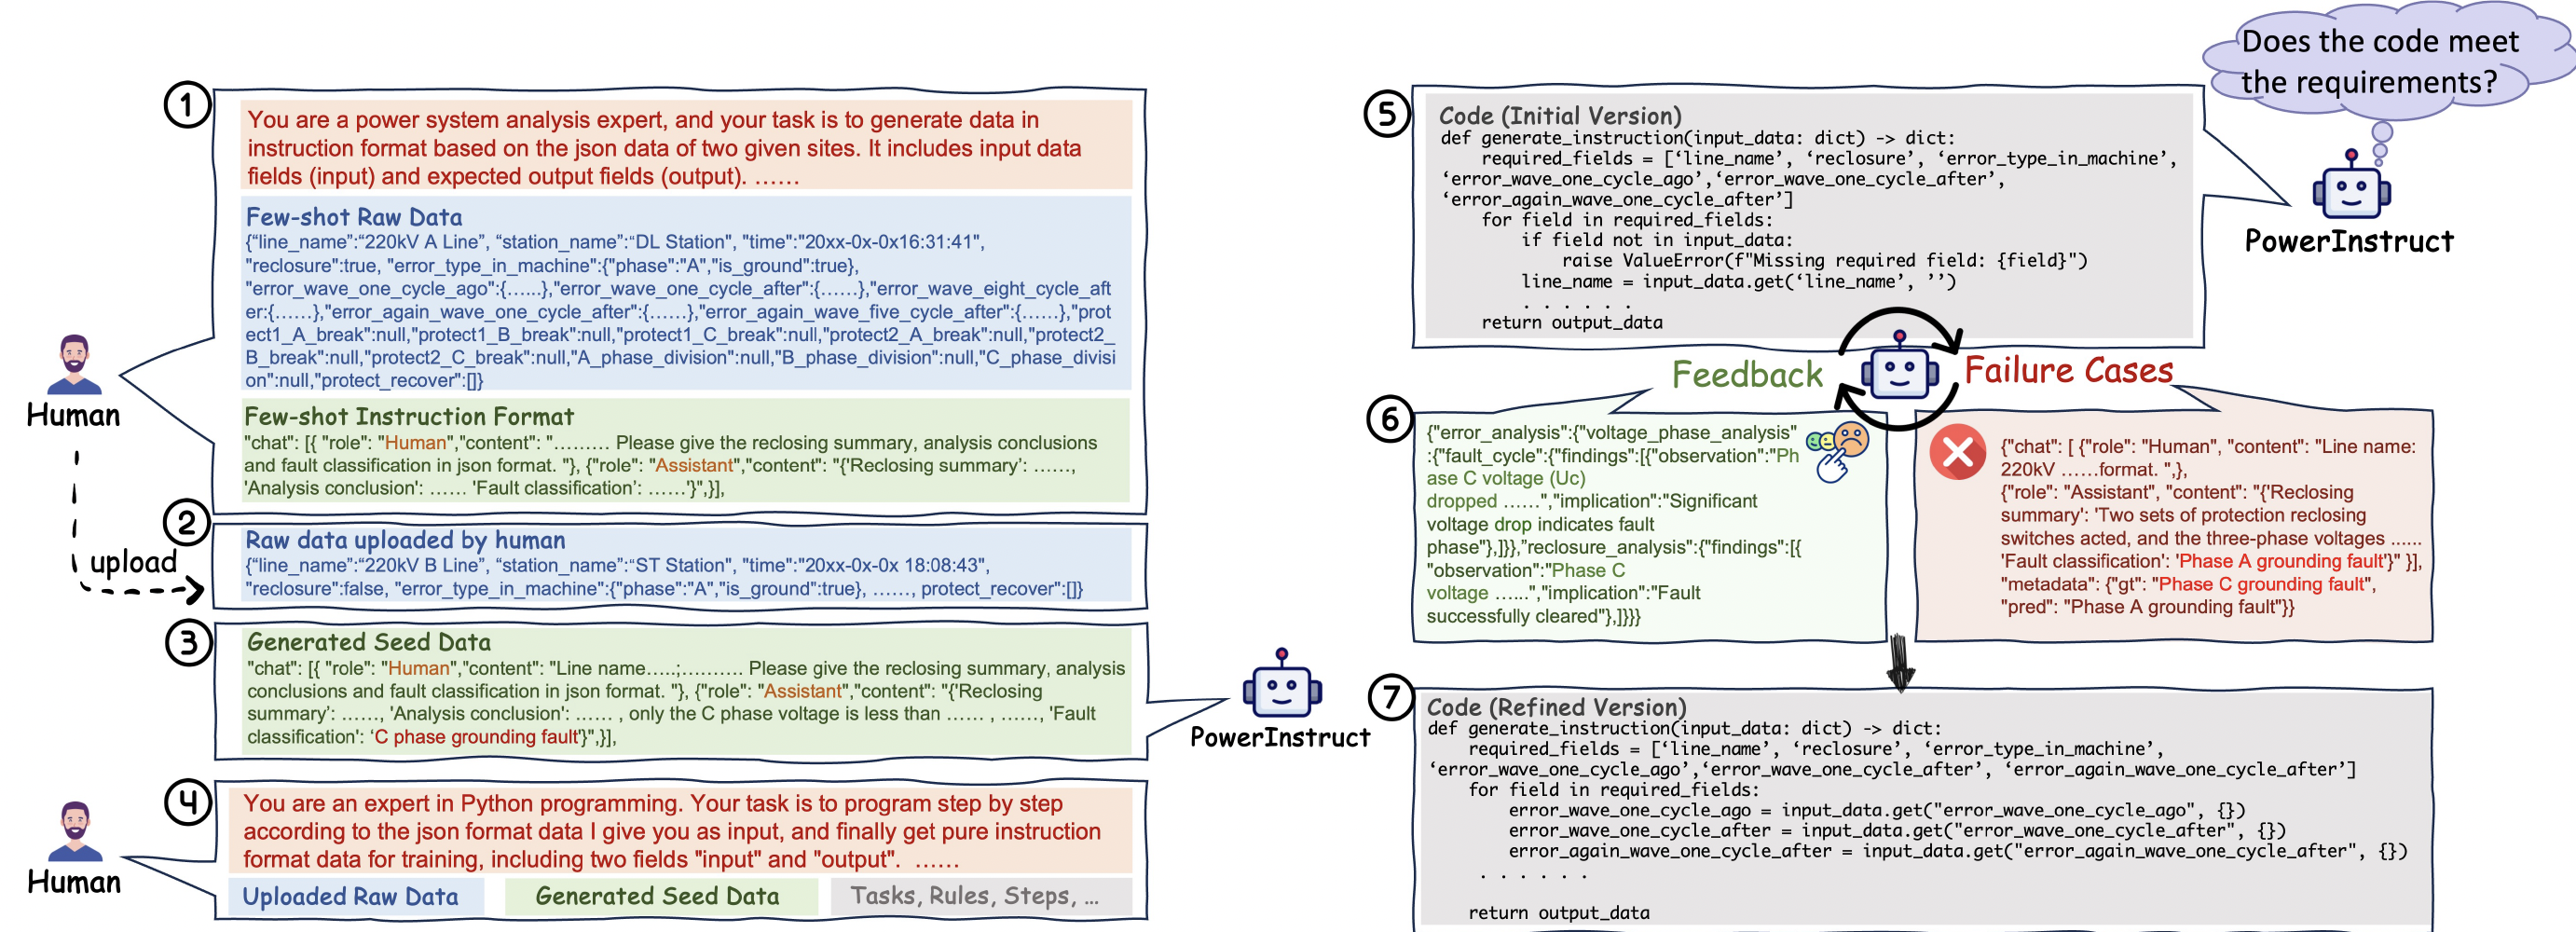 ①
You are a power system analysis expert, and your task is to generate data in
instruction format based on the json data of two given sites. It includes input data
fields (input) and expected output fields (output). ……
Few-shot Raw Data
{“line_name”:“220kV A Line”, “station_name”:“DL Station”, "time":"20xx-0x-0x16:31:41",
"reclosure":true, "error_type_in_machine":{"phase":"A","is_ground":true},
"error_wave_one_cycle_ago":{…...},"error_wave_one_cycle_after":{……},"error_wave_eight_cycle_aft
er:{……},"error_again_wave_one_cycle_after":{……},"error_again_wave_five_cycle_after":{……},"prot
ect1_A_break":null,"protect1_B_break":null,"protect1_C_break":null,"protect2_A_break":null,"protect2_
B_break":null,"protect2_C_break":null,"A_phase_division":null,"B_phase_division":null,"C_phase_divisi
on":null,"protect_recover":[]}
Few-shot Instruction Format
"chat": [{ "role": "Human","content": "……… Please give the reclosing summary, analysis conclusions
and fault classification in json format. "}, {"role": "Assistant","content": "{'Reclosing summary’: ……,
'Analysis conclusion': …… 'Fault classification’: ……'}",}],
Human
upload
②
Raw data uploaded by human
{“line_name”:“220kV B Line”, “station_name”:“ST Station”, "time":"20xx-0x-0x 18:08:43",
"reclosure":false, "error_type_in_machine":{"phase":"A","is_ground":true}, ……, protect_recover":[]}
③
Generated Seed Data
"chat": [{ "role": "Human","content": "Line name…..;……… Please give the reclosing summary, analysis
conclusions and fault classification in json format. "}, {"role": "Assistant","content": "{'Reclosing
summary’: ……, 'Analysis conclusion': …… , only the C phase voltage is less than …… , ……, 'Fault
classification': ‘C phase grounding fault'}",}],
PowerInstruct
④
You are an expert in Python programming. Your task is to program step by step
according to the json format data I give you as input, and finally get pure instruction
format data for training, including two fields "input" and "output". ……
Uploaded Raw Data
Generated Seed Data
Tasks, Rules, Steps, …
Human
Does the code meet
the requirements?
PowerInstruct
⑤
Code (Initial Version)
def generate_instruction(input_data: dict) -> dict:
required_fields = [‘line_name’, ‘reclosure’, ‘error_type_in_machine’,
‘error_wave_one_cycle_ago’,‘error_wave_one_cycle_after’,
‘error_again_wave_one_cycle_after’]
for field in required_fields:
if field not in input_data:
raise ValueError(f"Missing required field: {field}")
line_name = input_data.get(‘line_name’, ’’)
. . . . . .
return output_data
Feedback
Failure Cases
⑥
{"error_analysis":{"voltage_phase_analysis"
:{"fault_cycle":{"findings":[{"observation":"Ph
ase C voltage (Uc)
dropped ……","implication":"Significant
voltage drop indicates fault
phase"},]}},"reclosure_analysis":{"findings":[{
"observation":"Phase C
voltage …...","implication":"Fault
successfully cleared"},]}}}
{"chat": [ {"role": "Human", "content": "Line name:
220kV ……format. ",},
{"role": "Assistant", "content": "{'Reclosing
summary': 'Two sets of protection reclosing
switches acted, and the three-phase voltages ……
'Fault classification': 'Phase A grounding fault'}" }],
"metadata": {"gt": "Phase C grounding fault",
"pred": "Phase A grounding fault"}}
⑦
Code (Refined Version)
def generate_instruction(input_data: dict) -> dict:
required_fields = [‘line_name’, ‘reclosure’, ‘error_type_in_machine’,
‘error_wave_one_cycle_ago’,‘error_wave_one_cycle_after’, ‘error_again_wave_one_cycle_after’]
for field in required_fields:
error_wave_one_cycle_ago = input_data.get("error_wave_one_cycle_ago", {})
error_wave_one_cycle_after = input_data.get("error_wave_one_cycle_after", {})
error_again_wave_one_cycle_after = input_data.get("error_again_wave_one_cycle_after", {})
. . . . . .
return output_data